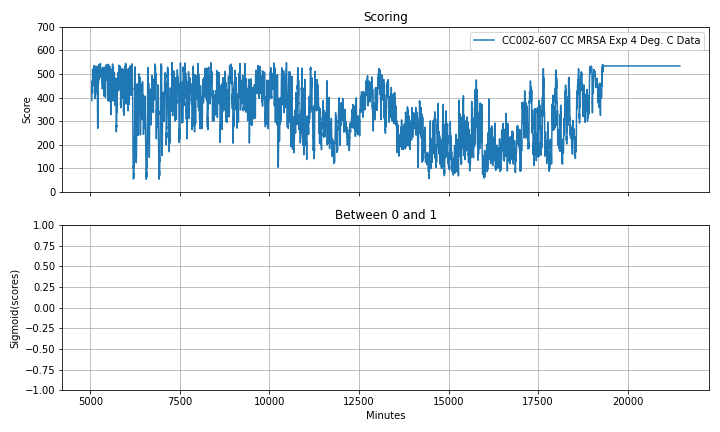 Scoring
700
600
500
400
300
200
100
0
Score
CC002-607 CC MRSA Exp 4 Deg. C Data
Between 0 and 1
1.00
0.75
0.50
0.25
0.00
−0.25
−0.50
−0.75
−1.00
Sigmoid(scores)
5000 7500 10000 12500 15000 17500 20000
Minutes